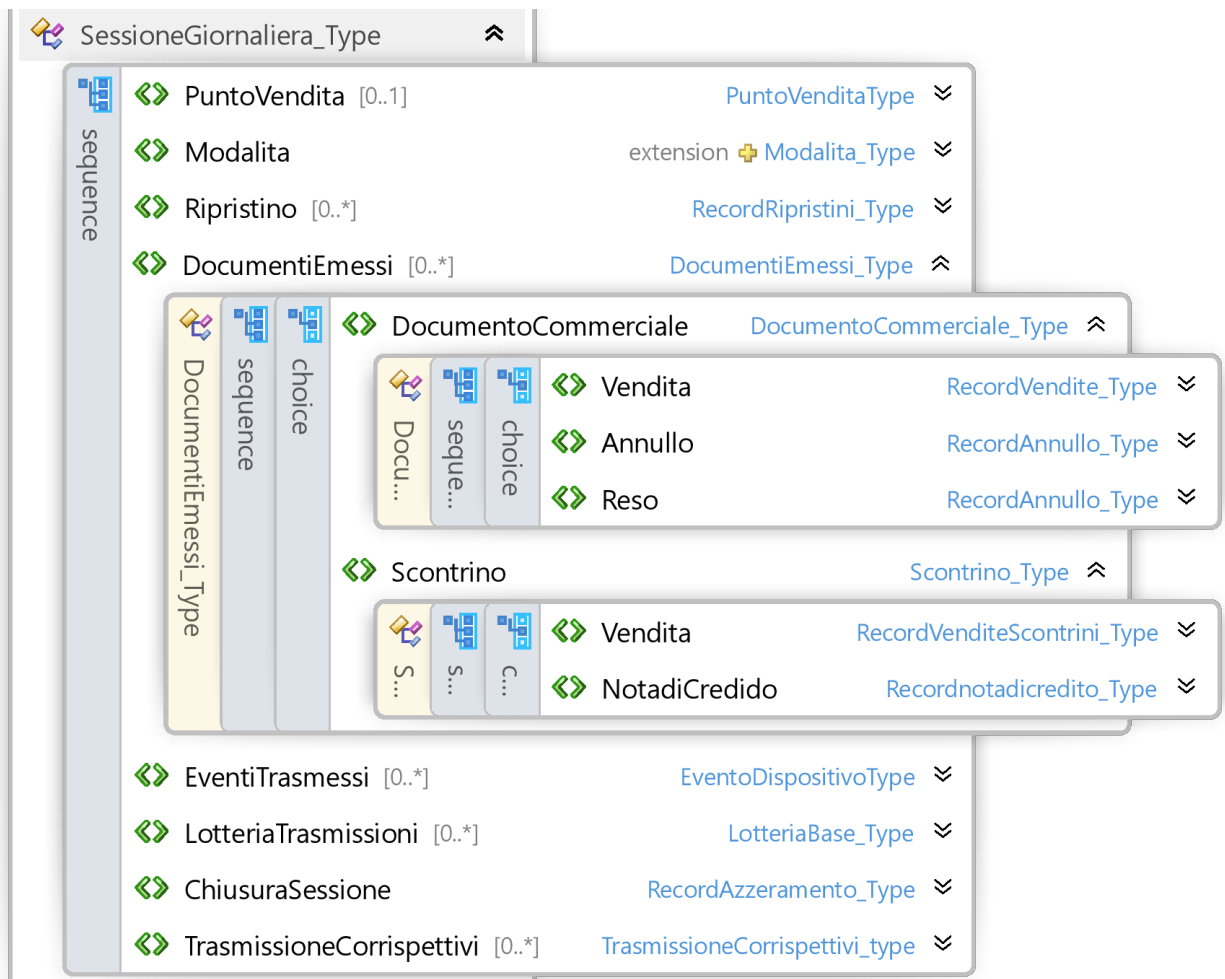 SessioneGiornaliera_Type
sequence
PuntoVendita [0..1] PuntoVenditaType
Modalita extension Modalita_Type
Ripristino [0..*] RecordRipristini_Type
DocumentiEmessi [0..*] DocumentiEmessi_Type
DocumentiEmessi_Type
sequence
choice
DocumentoCommerciale DocumentoCommerciale_Type
Docu...
seque...
choice
Vendita RecordVendite_Type
Annullo RecordAnnullo_Type
Reso RecordAnnullo_Type
Scontrino Scontrino_Type
S...
s...
c...
Vendita RecordVenditeScontrini_Type
NotadiCredido Recordnotadicredito_Type
EventiTrasmessi [0..*] EventoDispositivoType
LotteriaTrasmissioni [0..*] LotteriaBase_Type
ChiusuraSessione RecordAzzeramento_Type
TrasmissioneCorrispettivi [0..*] TrasmissioneCorrispettivi_type